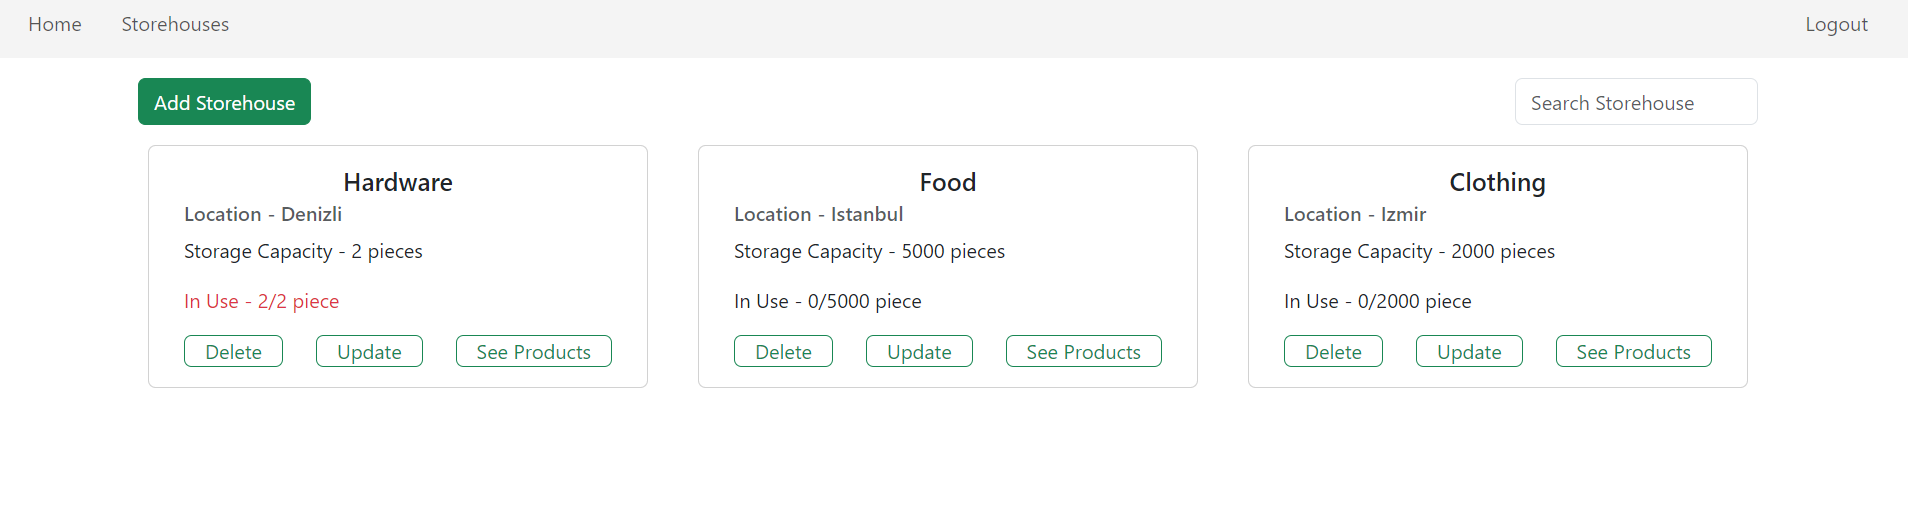 Home Storehouses Logout
Add Storehouse Search Storehouse
Hardware
Location - Denizli
Storage Capacity - 2 pieces
In Use - 2/2 piece
Delete Update See Products
Food
Location - Istanbul
Storage Capacity - 5000 pieces
In Use - 0/5000 piece
Delete Update See Products
Clothing
Location - Izmir
Storage Capacity - 2000 pieces
In Use - 0/2000 piece
Delete Update See Products